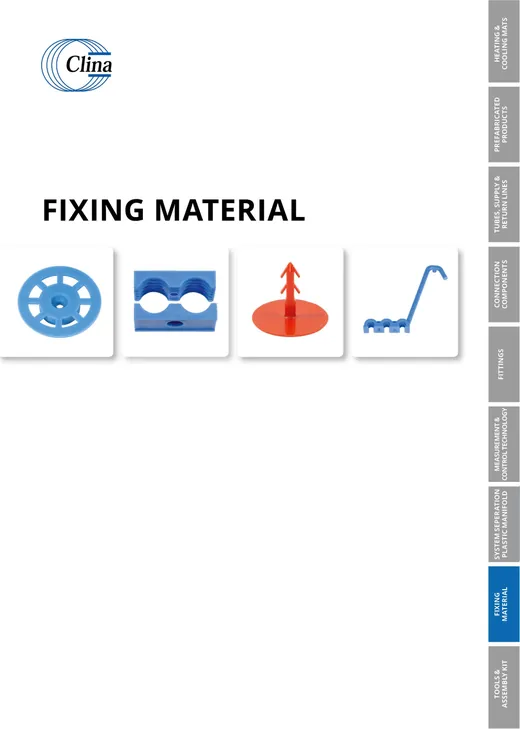 Clina
FIXING MATERIAL
HEATING &
COOLING MATS
PREFABRICATED
PRODUCTS
TUBES, SUPPLY &
RETURN LINES
CONNECTION
COMPONENTS
FITTINGS
MEASUREMENT &
CONTROL TECHNOLOGY
SYSTEM SEPERATION
PLASTIC MANIFOLD
FIXING
MATERIAL
TOOLS &
ASSEMBLY KIT